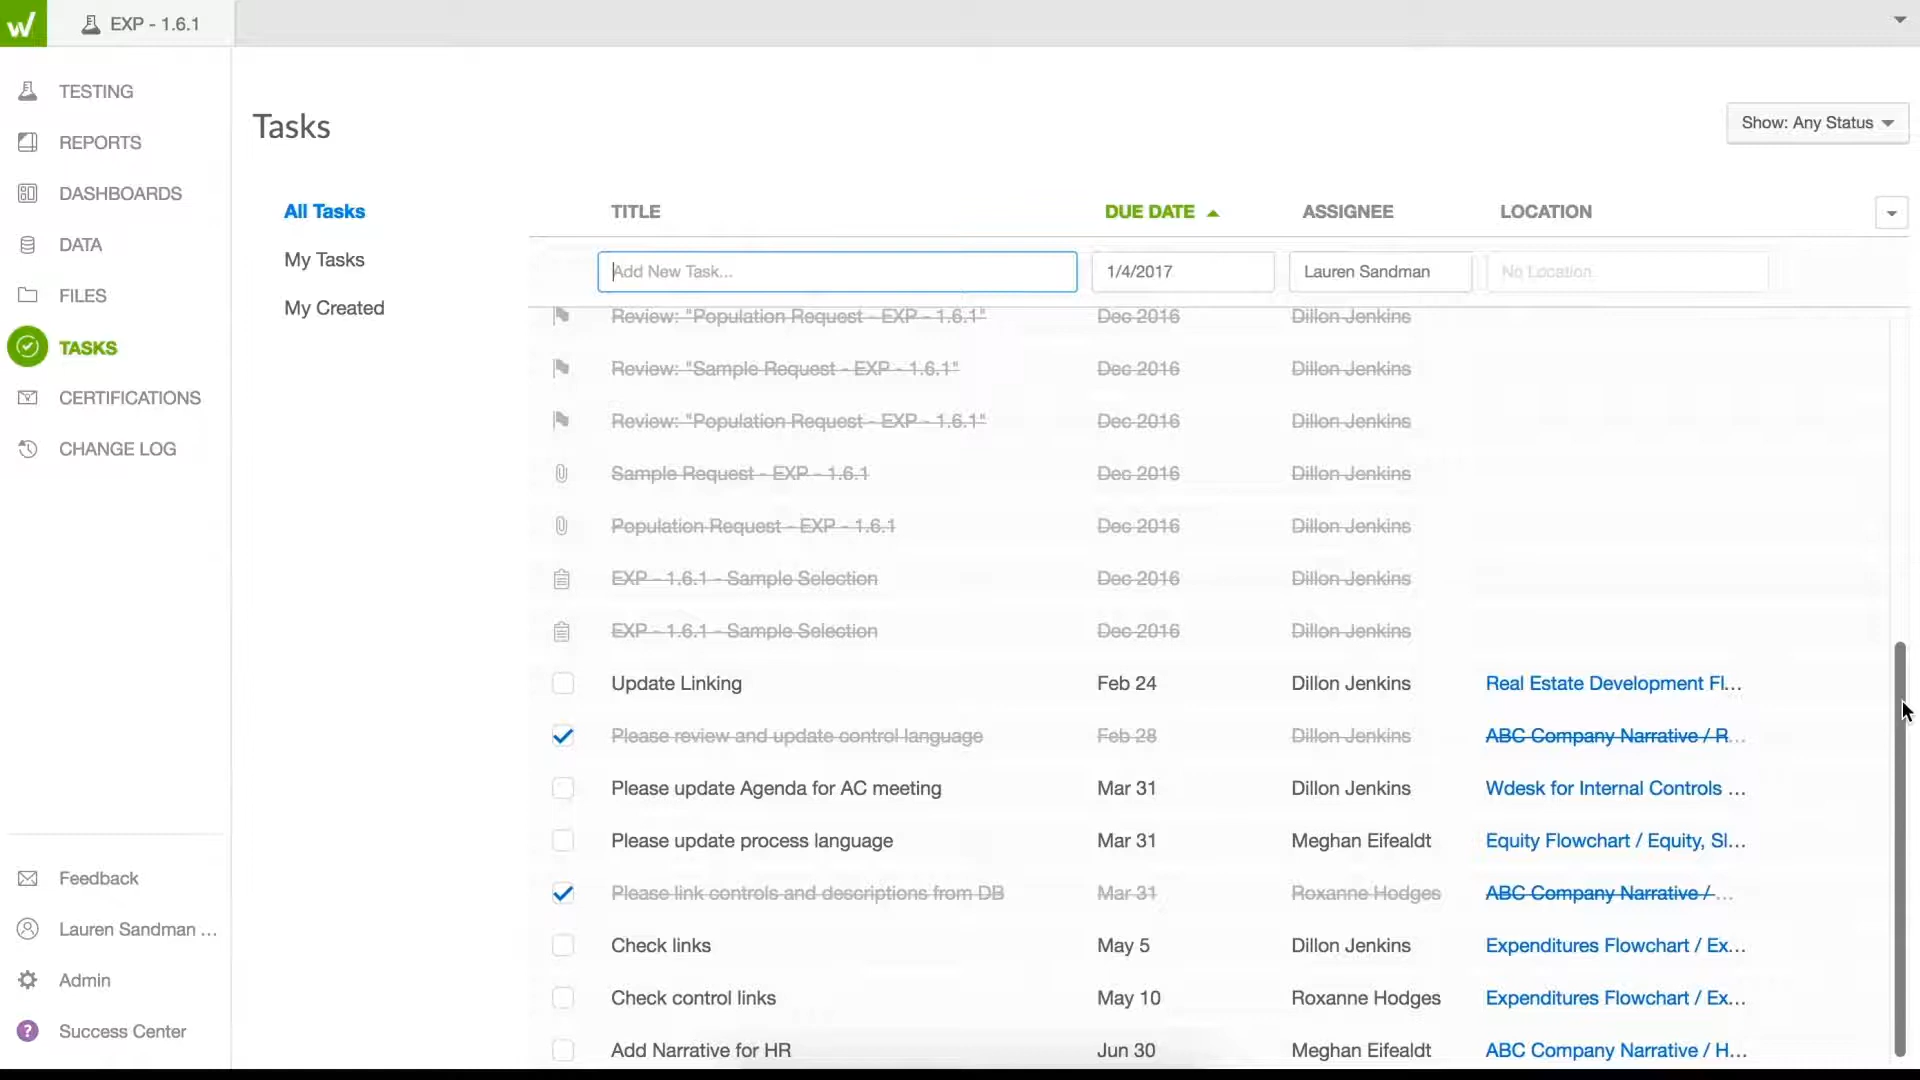 EXP - 1.6.1
TESTING
REPORTS
DASHBOARDS
DATA
FILES
TASKS
CERTIFICATIONS
CHANGE LOG
Feedback
Lauren Sandman ...
Admin
? Success Center
Tasks
Show: Any Status
All Tasks
My Tasks
My Created
TITLE DUE DATE ASSIGNEE LOCATION
Add New Task... 1/4/2017 Lauren Sandman No Location
Review: "Population Request - EXP - 1.6.1" Dec 2016 Dillon Jenkins
Review: "Sample Request - EXP - 1.6.1" Dec 2016 Dillon Jenkins
Review: "Population Request - EXP - 1.6.1" Dec 2016 Dillon Jenkins
Sample Request - EXP - 1.6.1 Dec 2016 Dillon Jenkins
Population Request - EXP - 1.6.1 Dec 2016 Dillon Jenkins
EXP - 1.6.1 - Sample Selection Dec 2016 Dillon Jenkins
EXP - 1.6.1 - Sample Selection Dec 2016 Dillon Jenkins
Update Linking Feb 24 Dillon Jenkins Real Estate Development Fl...
Please review and update control language Feb 28 Dillon Jenkins ABC Company Narrative / R...
Please update Agenda for AC meeting Mar 31 Dillon Jenkins Wdesk for Internal Controls ...
Please update process language Mar 31 Meghan Eifealdt Equity Flowchart / Equity, Sl...
Please link controls and descriptions from DB Mar 31 Roxanne Hodges ABC Company Narrative / ...
Check links May 5 Dillon Jenkins Expenditures Flowchart / Ex...
Check control links May 10 Roxanne Hodges Expenditures Flowchart / Ex...
Add Narrative for HR Jun 30 Meghan Eifealdt ABC Company Narrative / H...